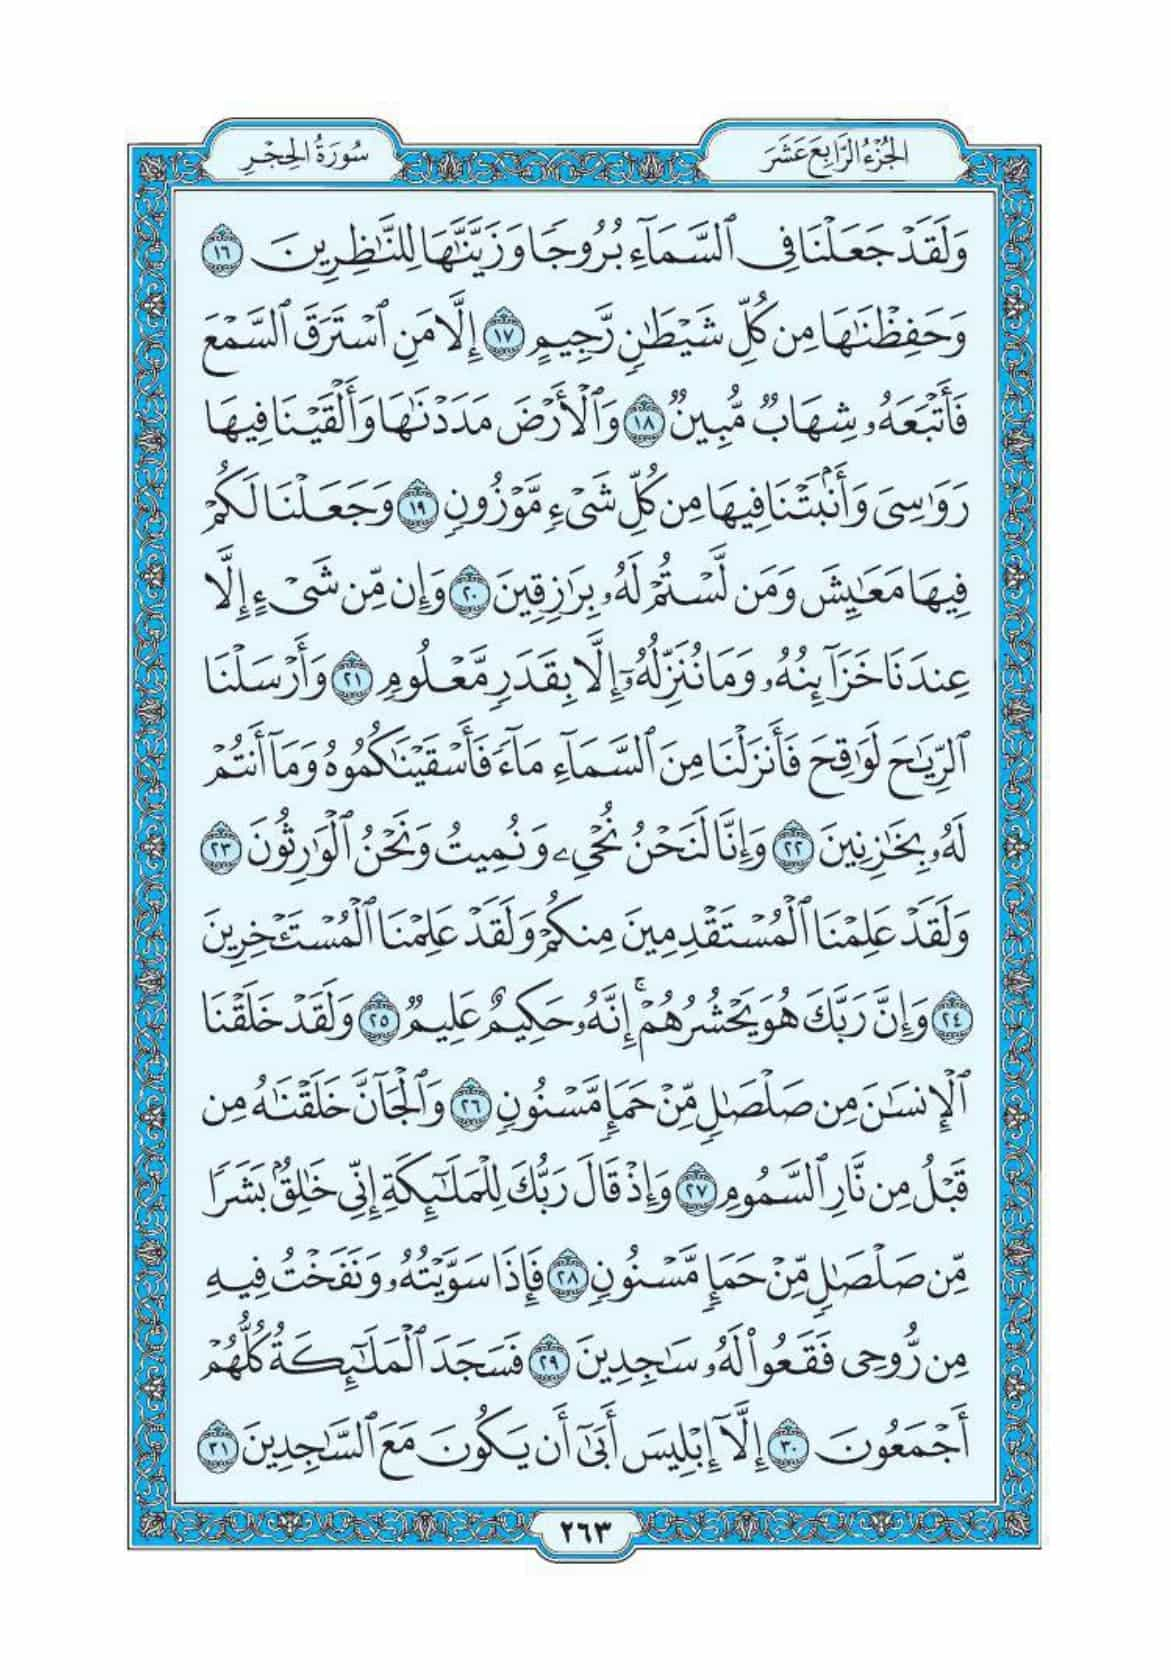 الجُزْءُ الرَّابِعَ عَشَرَ
سُورَةُ الحِجْرِ
وَلَقَدْ جَعَلْنَا فِي ٱلسَّمَآءِ بُرُوجًا وَزَيَّنَّٰهَا لِلنَّٰظِرِينَ ١٦
وَحَفِظْنَٰهَا مِن كُلِّ شَيْطَٰنٍ رَّجِيمٍ ١٧ إِلَّا مَنِ ٱسْتَرَقَ ٱلسَّمْعَ
فَأَتْبَعَهُۥ شِهَابٌ مُّبِينٌ ١٨ وَٱلْأَرْضَ مَدَدْنَٰهَا وَأَلْقَيْنَا فِيهَا
رَوَٰسِيَ وَأَنۢبَتْنَا فِيهَا مِن كُلِّ شَيْءٍ مَّوْزُونٍ ١٩ وَجَعَلْنَا لَكُمْ
فِيهَا مَعَٰيِشَ وَمَن لَّسْتُمْ لَهُۥ بِرَٰزِقِينَ ٢٠ وَإِن مِّن شَيْءٍ إِلَّا
عِندَنَا خَزَآئِنُهُۥ وَمَا نُنَزِّلُهُۥٓ إِلَّا بِقَدَرٍ مَّعْلُومٍ ٢١ وَأَرْسَلْنَا
ٱلرِّيَٰحَ لَوَٰقِحَ فَأَنزَلْنَا مِنَ ٱلسَّمَآءِ مَآءً فَأَسْقَيْنَٰكُمُوهُ وَمَآ أَنتُمْ
لَهُۥ بِخَٰزِنِينَ ٢٢ وَإِنَّا لَنَحْنُ نُحْيِۦ وَنُمِيتُ وَنَحْنُ ٱلْوَٰرِثُونَ ٢٣
وَلَقَدْ عَلِمْنَا ٱلْمُسْتَقْدِمِينَ مِنكُمْ وَلَقَدْ عَلِمْنَا ٱلْمُسْتَـْٔخِرِينَ
٢٤ وَإِنَّ رَبَّكَ هُوَ يَحْشُرُهُمْ ۚ إِنَّهُۥ حَكِيمٌ عَلِيمٌ ٢٥ وَلَقَدْ خَلَقْنَا
ٱلْإِنسَٰنَ مِن صَلْصَٰلٍ مِّنْ حَمَإٍ مَّسْنُونٍ ٢٦ وَٱلْجَآنَّ خَلَقْنَٰهُ مِن
قَبْلُ مِن نَّارِ ٱلسَّمُومِ ٢٧ وَإِذْ قَالَ رَبُّكَ لِلْمَلَٰٓئِكَةِ إِنِّي خَٰلِقٌۢ بَشَرًا
مِّن صَلْصَٰلٍ مِّنْ حَمَإٍ مَّسْنُونٍ ٢٨ فَإِذَا سَوَّيْتُهُۥ وَنَفَخْتُ فِيهِ
مِن رُّوحِي فَقَعُوا۟ لَهُۥ سَٰجِدِينَ ٢٩ فَسَجَدَ ٱلْمَلَٰٓئِكَةُ كُلُّهُمْ
أَجْمَعُونَ ٣٠ إِلَّآ إِبْلِيسَ أَبَىٰٓ أَن يَكُونَ مَعَ ٱلسَّٰجِدِينَ ٣١
٢٦٣